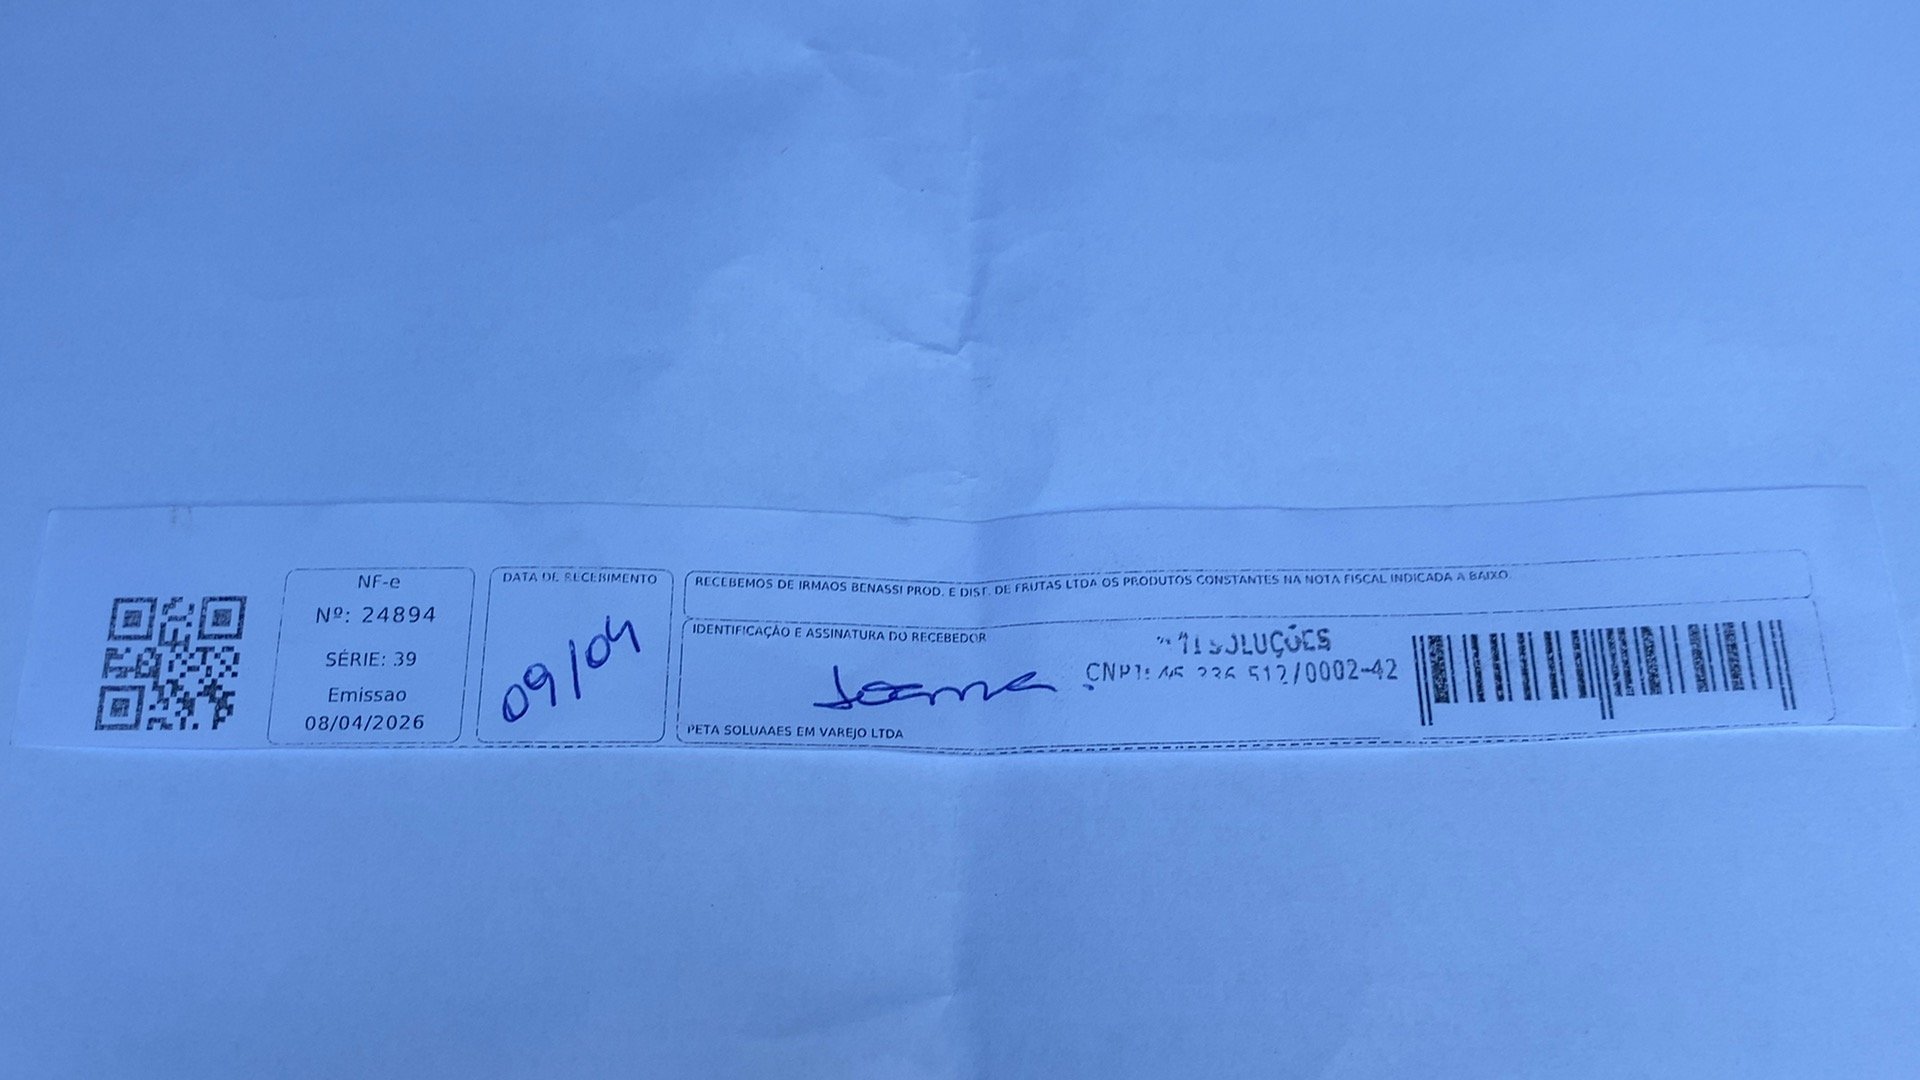 NF-e
Nº: 24894
SÉRIE: 39
Emissao
08/04/2026
DATA DE RECEBIMENTO
09/04
RECEBEMOS DE IRMAOS BENASSI PROD. E DIST. DE FRUTAS LTDA OS PRODUTOS CONSTANTES NA NOTA FISCAL INDICADA A BAIXO.
IDENTIFICAÇÃO E ASSINATURA DO RECEBEDOR
Joana
SOLUÇÕES
CNPJ: 512/0002-42
PETA SOLUAAES EM VAREJO LTDA